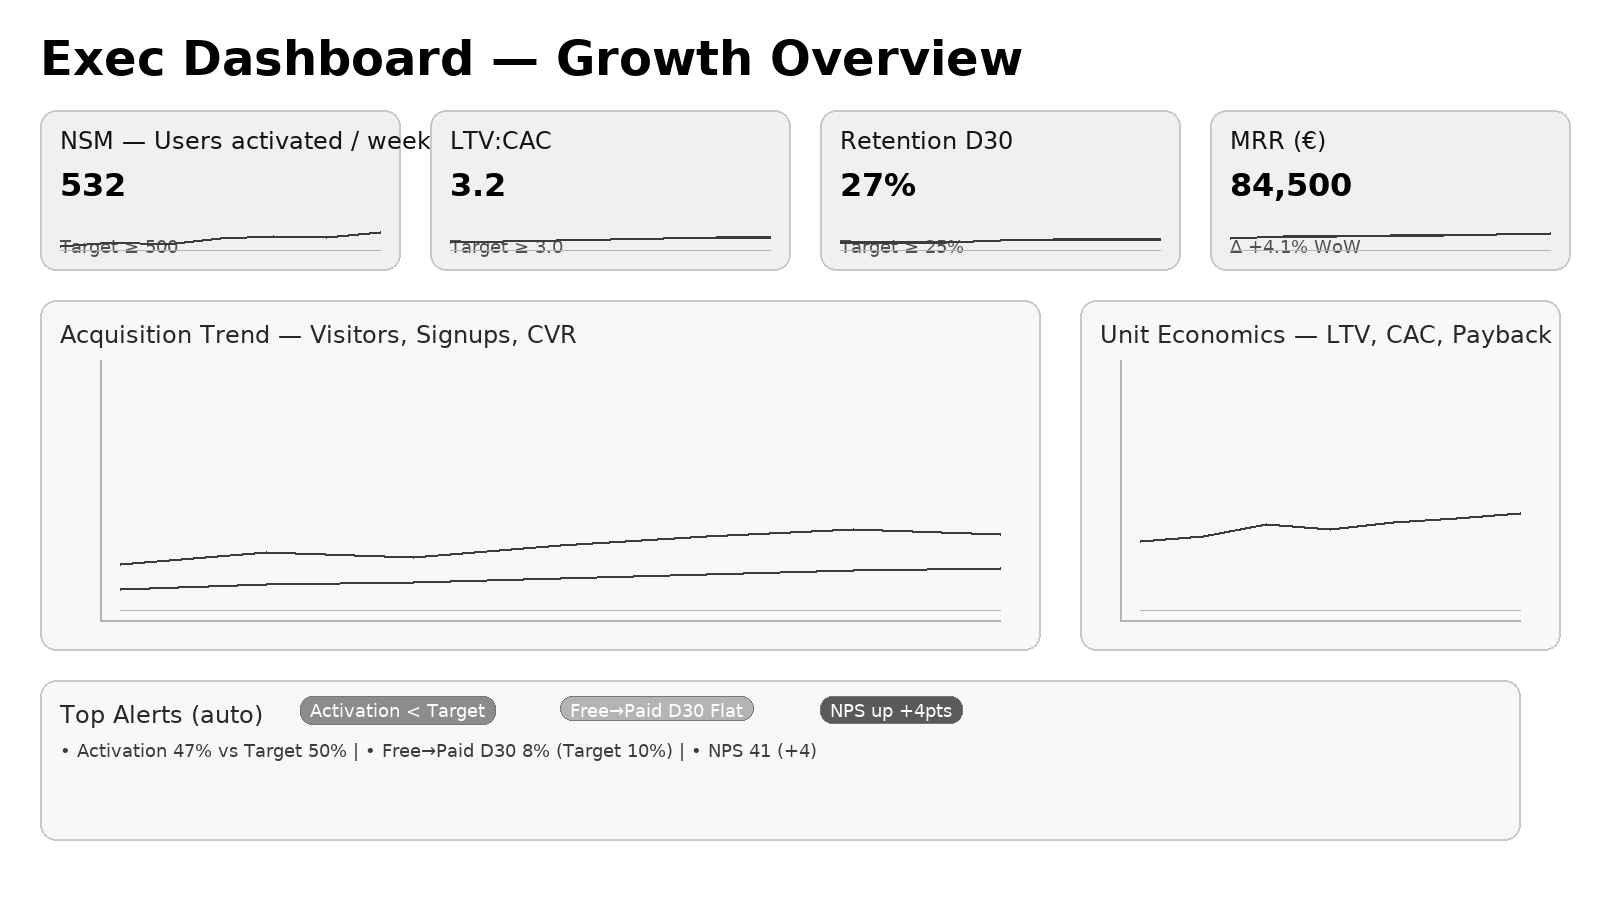 Exec Dashboard — Growth Overview
NSM — Users activated / week
532
Target ≥ 500
LTV:CAC
3.2
Target ≥ 3.0
Retention D30
27%
Target ≥ 25%
MRR (€)
84,500
Δ +4.1% WoW
Acquisition Trend — Visitors, Signups, CVR
Unit Economics — LTV, CAC, Payback
Top Alerts (auto)
Activation < Target
Free→Paid D30 Flat
NPS up +4pts
• Activation 47% vs Target 50% | • Free→Paid D30 8% (Target 10%) | • NPS 41 (+4)